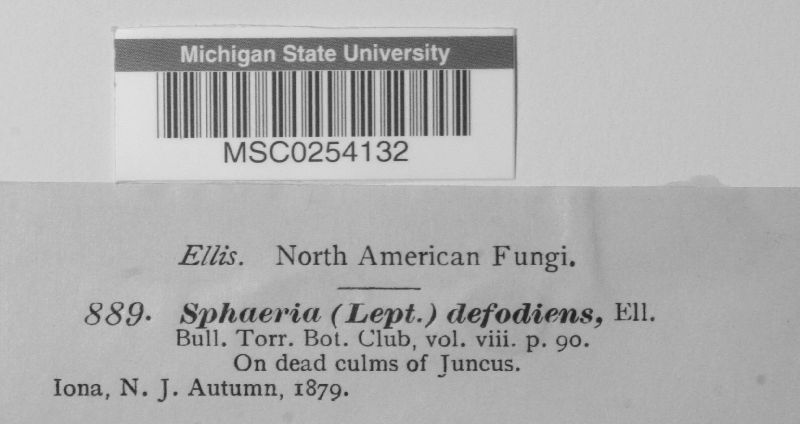 Michigan State University
MSC0254132
Ellis. North American Fungi.
889. Sphaeria (Lept.) defodiens, Ell.
Bull. Torr. Bot. Club, vol. viii. p. 90.
On dead culms of Juncus.
Iona, N. J. Autumn, 1879.